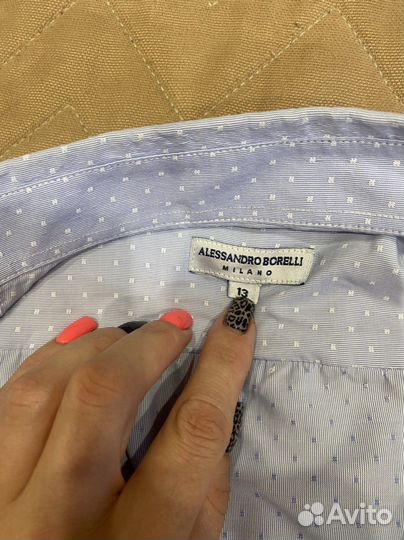 ALESSANDRO BORELLI
MILANO
13
Avito